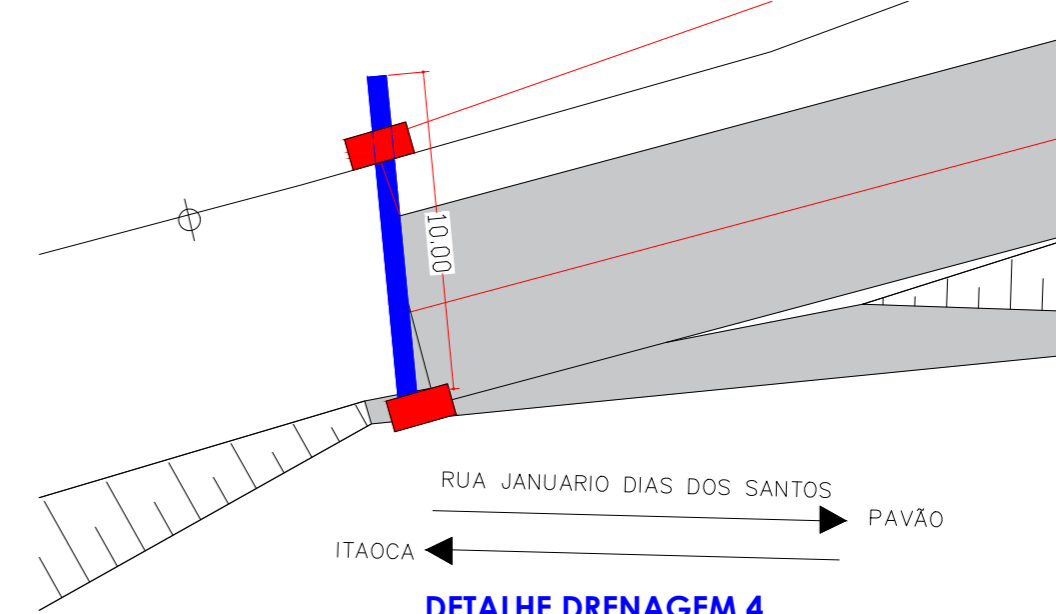 10.00
RUA JANUARIO DIAS DOS SANTOS
PAVÃO
ITAOCA
DETALHE DRENAGEM 4